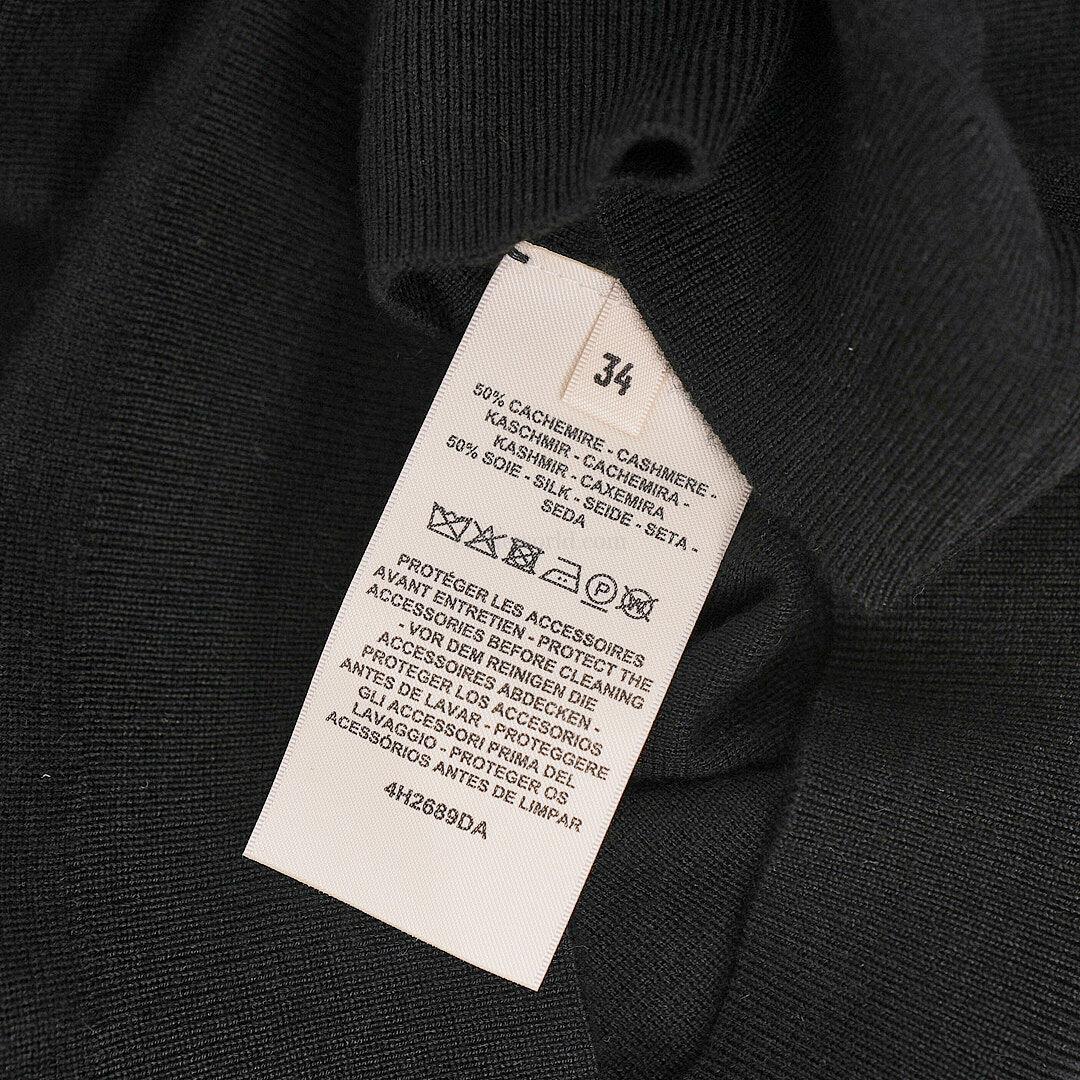 34
50% CACHEMIRE - CASHMERE -
KASCHMIR - CACHEMIRA -
KASHMIR - CAXEMIRA
50% SOIE - SILK - SEIDE - SETA -
SEDA
P
W
PROTÉGER LES ACCESSOIRES
AVANT ENTRETIEN - PROTECT THE
ACCESSORIES BEFORE CLEANING
- VOR DEM REINIGEN DIE
ACCESSOIRES ABDECKEN -
PROTEGER LOS ACCESORIOS
ANTES DE LAVAR - PROTEGGERE
GLI ACCESSORI PRIMA DEL
LAVAGGIO - PROTEGER OS
ACESSÓRIOS ANTES DE LIMPAR
4H2689DA